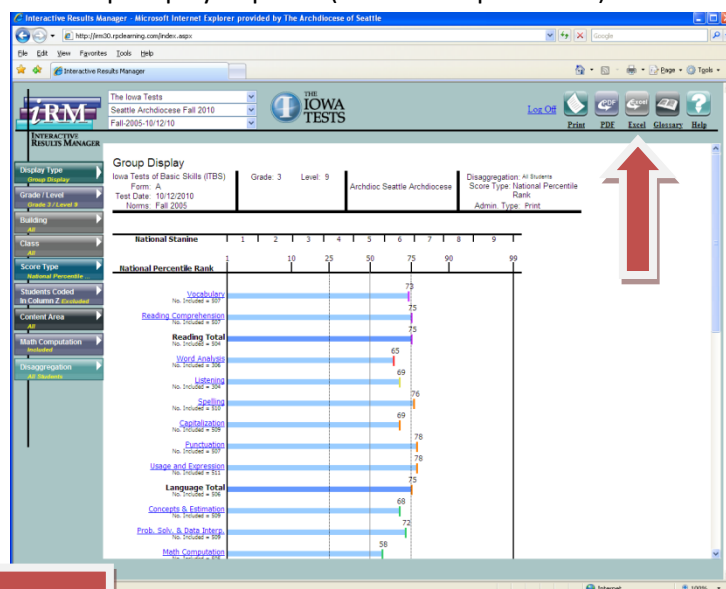 Interactive Results Manager - Microsoft Internet Explorer provided by The Archdiocese of Seattle
http://irm30.rpclearning.com/index.aspx
Google
File Edit View Favorites Tools Help
Interactive Results Manager
Page Tools
iRM
INTERACTIVE
RESULTS MANAGER
The Iowa Tests
Seattle Archdiocese Fall 2010
Fall-2005-10/12/10
THE
IOWA
TESTS
Log Off
Print PDF Excel Glossary Help
Display Type
Group Display
Grade / Level
Grade 3 / Level 9
Building
All
Class
All
Score Type
National Percentile ...
Students Coded
In Column Z Excluded
Content Area
All
Math Computation
Included
Disaggregation
All Students
Group Display
Iowa Tests of Basic Skills (ITBS)
Form: A
Test Date: 10/12/2010
Norms: Fall 2005
Grade: 3 Level: 9
Archdioc Seattle Archdiocese
Disaggregation: All Students
Score Type: National Percentile
Rank
Admin. Type: Print
National Stanine 1 2 3 4 5 6 7 8 9
1 10 25 50 75 90 99
National Percentile Rank
73
Vocabulary
No. Included = 507
75
Reading Comprehension
No. Included = 507
75
Reading Total
No. Included = 504
65
Word Analysis
No. Included = 306
69
Listening
No. Included = 304
76
Spelling
No. Included = 510
69
Capitalization
No. Included = 509
78
Punctuation
No. Included = 507
78
Usage and Expression
No. Included = 511
75
Language Total
No. Included = 506
68
Concepts & Estimation
No. Included = 509
72
Prob. Solv. & Data Interp.
No. Included = 509
58
Math Computation
Internet 100%